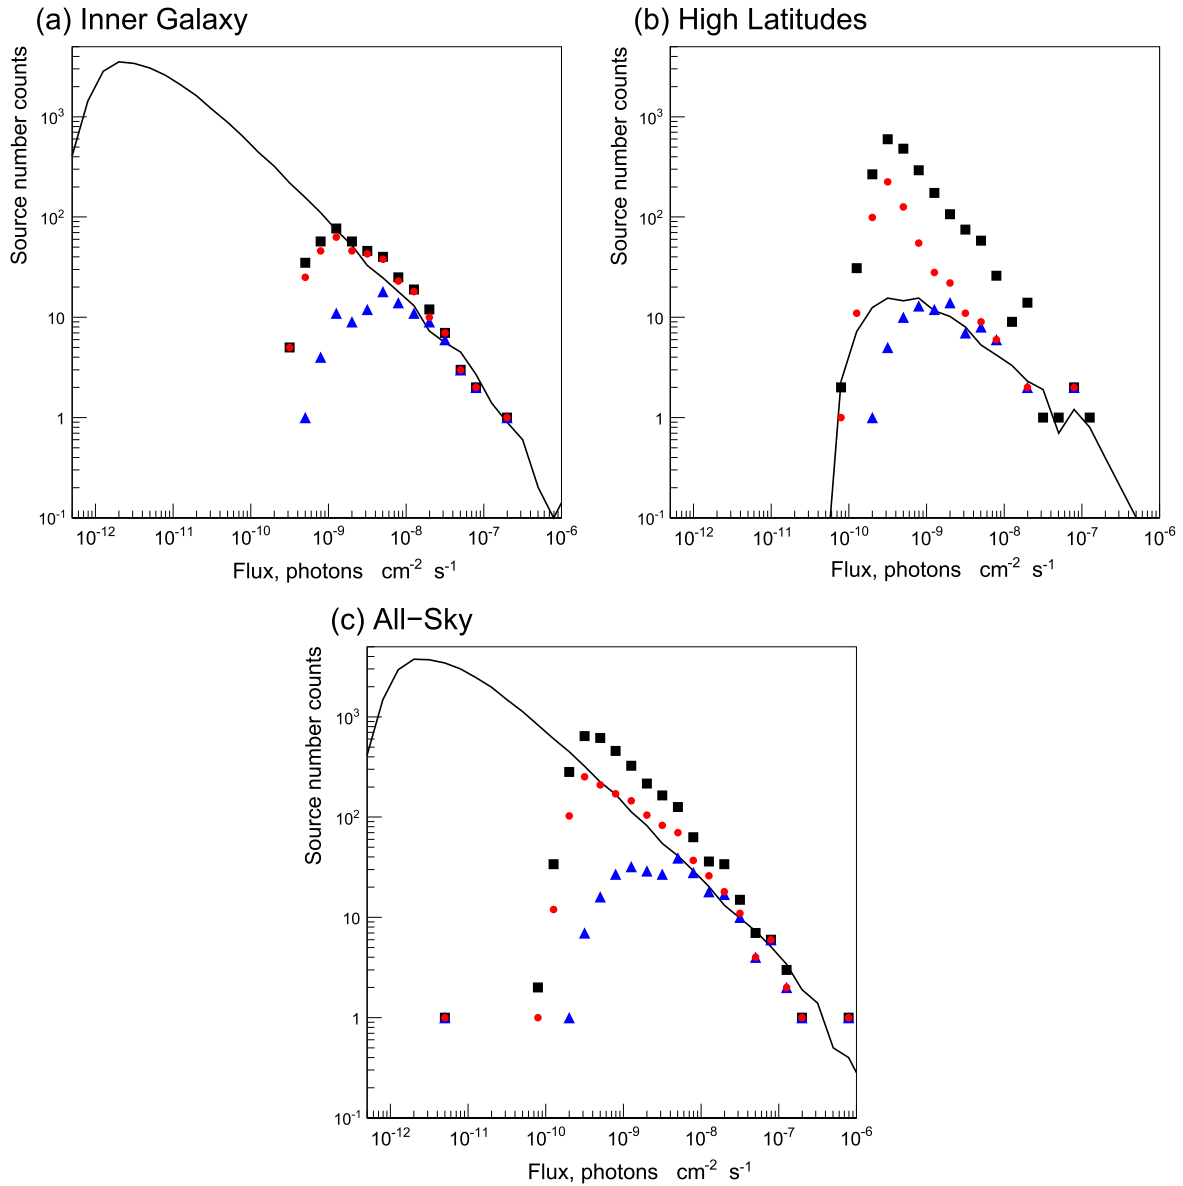 (a) Inner Galaxy
Source number counts
10³
10²
10
1
10⁻¹
10⁻¹² 10⁻¹¹ 10⁻¹⁰ 10⁻⁹ 10⁻⁸ 10⁻⁷ 10⁻⁶
Flux, photons cm⁻² s⁻¹
(b) High Latitudes
Source number counts
10³
10²
10
1
10⁻¹
10⁻¹² 10⁻¹¹ 10⁻¹⁰ 10⁻⁹ 10⁻⁸ 10⁻⁷ 10⁻⁶
Flux, photons cm⁻² s⁻¹
(c) All−Sky
Source number counts
10³
10²
10
1
10⁻¹
10⁻¹² 10⁻¹¹ 10⁻¹⁰ 10⁻⁹ 10⁻⁸ 10⁻⁷ 10⁻⁶
Flux, photons cm⁻² s⁻¹